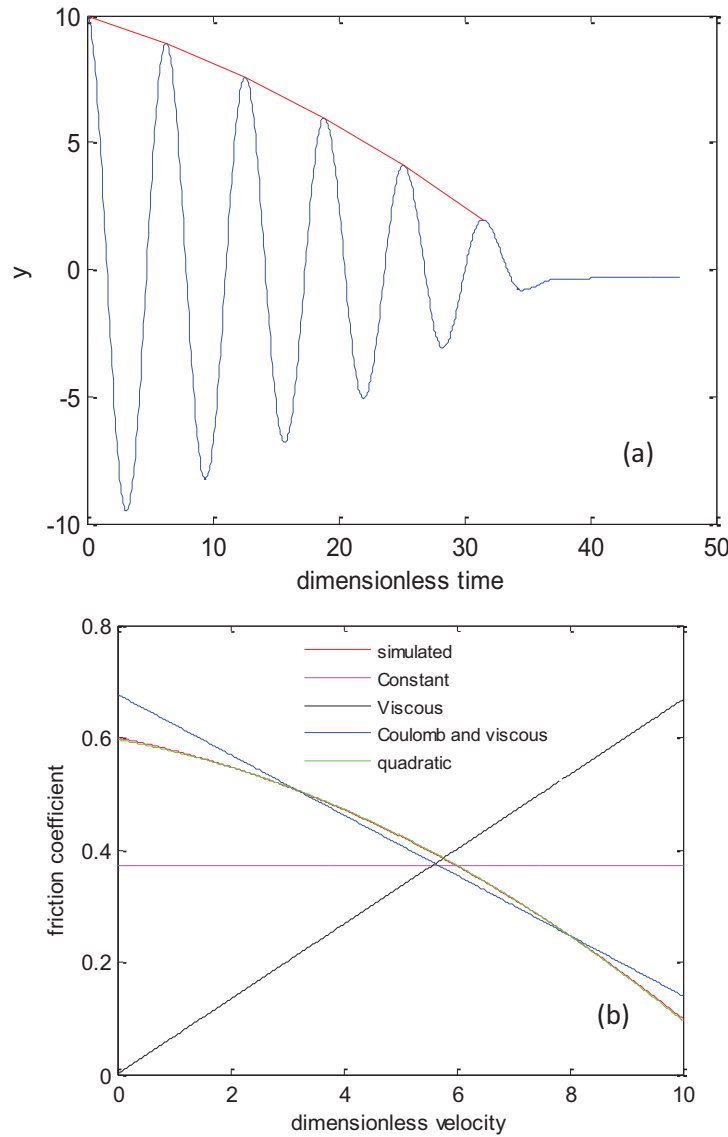 10
5
0
-5
-10
y
(a)
0 10 20 30 40 50
dimensionless time
0.8
0.6
0.4
0.2
0
friction coefficient
simulated
Constant
Viscous
Coulomb and viscous
quadratic
(b)
0 2 4 6 8 10
dimensionless velocity